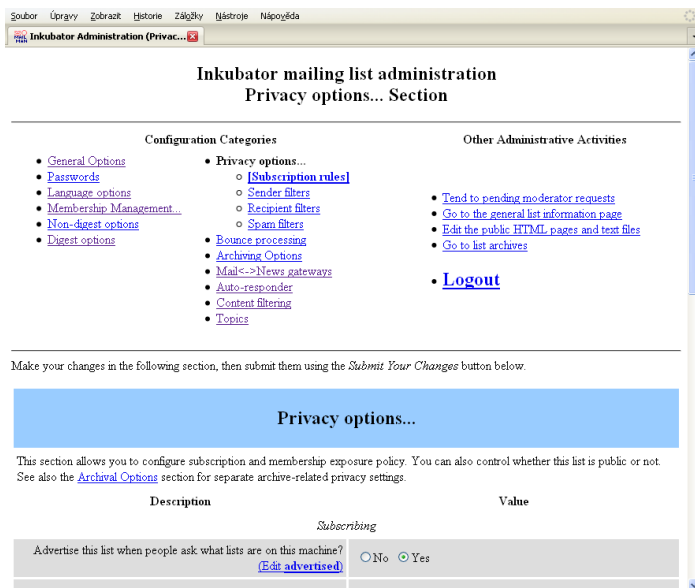 Soubor Úpravy Zobrazit Historie Záložky Nástroje Nápověda
MAIL MAN Inkubator Administration (Privac...
Inkubator mailing list administration
Privacy options... Section
Configuration Categories
General Options
Passwords
Language options
Membership Management...
Non-digest options
Digest options
Privacy options...
[Subscription rules]
Sender filters
Recipient filters
Spam filters
Bounce processing
Archiving Options
Mail<->News gateways
Auto-responder
Content filtering
Topics
Other Administrative Activities
Tend to pending moderator requests
Go to the general list information page
Edit the public HTML pages and text files
Go to list archives
Logout
Make your changes in the following section, then submit them using the Submit Your Changes button below.
Privacy options...
This section allows you to configure subscription and membership exposure policy. You can also control whether this list is public or not.
See also the Archival Options section for separate archive-related privacy settings.
Description Value
Subscribing
Advertise this list when people ask what lists are on this machine?
(Edit advertised)
No Yes